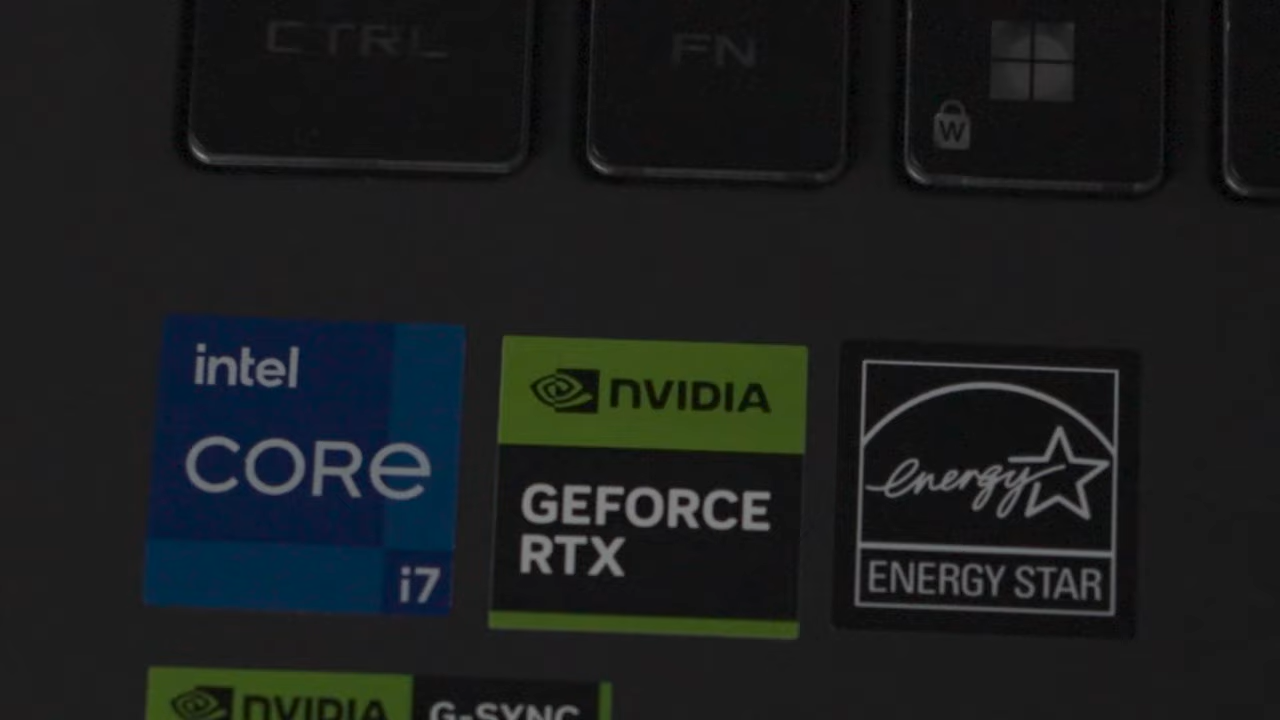 CTRL
FN
W
intel
CORE
i7
NVIDIA
GEFORCE
RTX
energy
ENERGY STAR
NVIDIA
G-SYNC